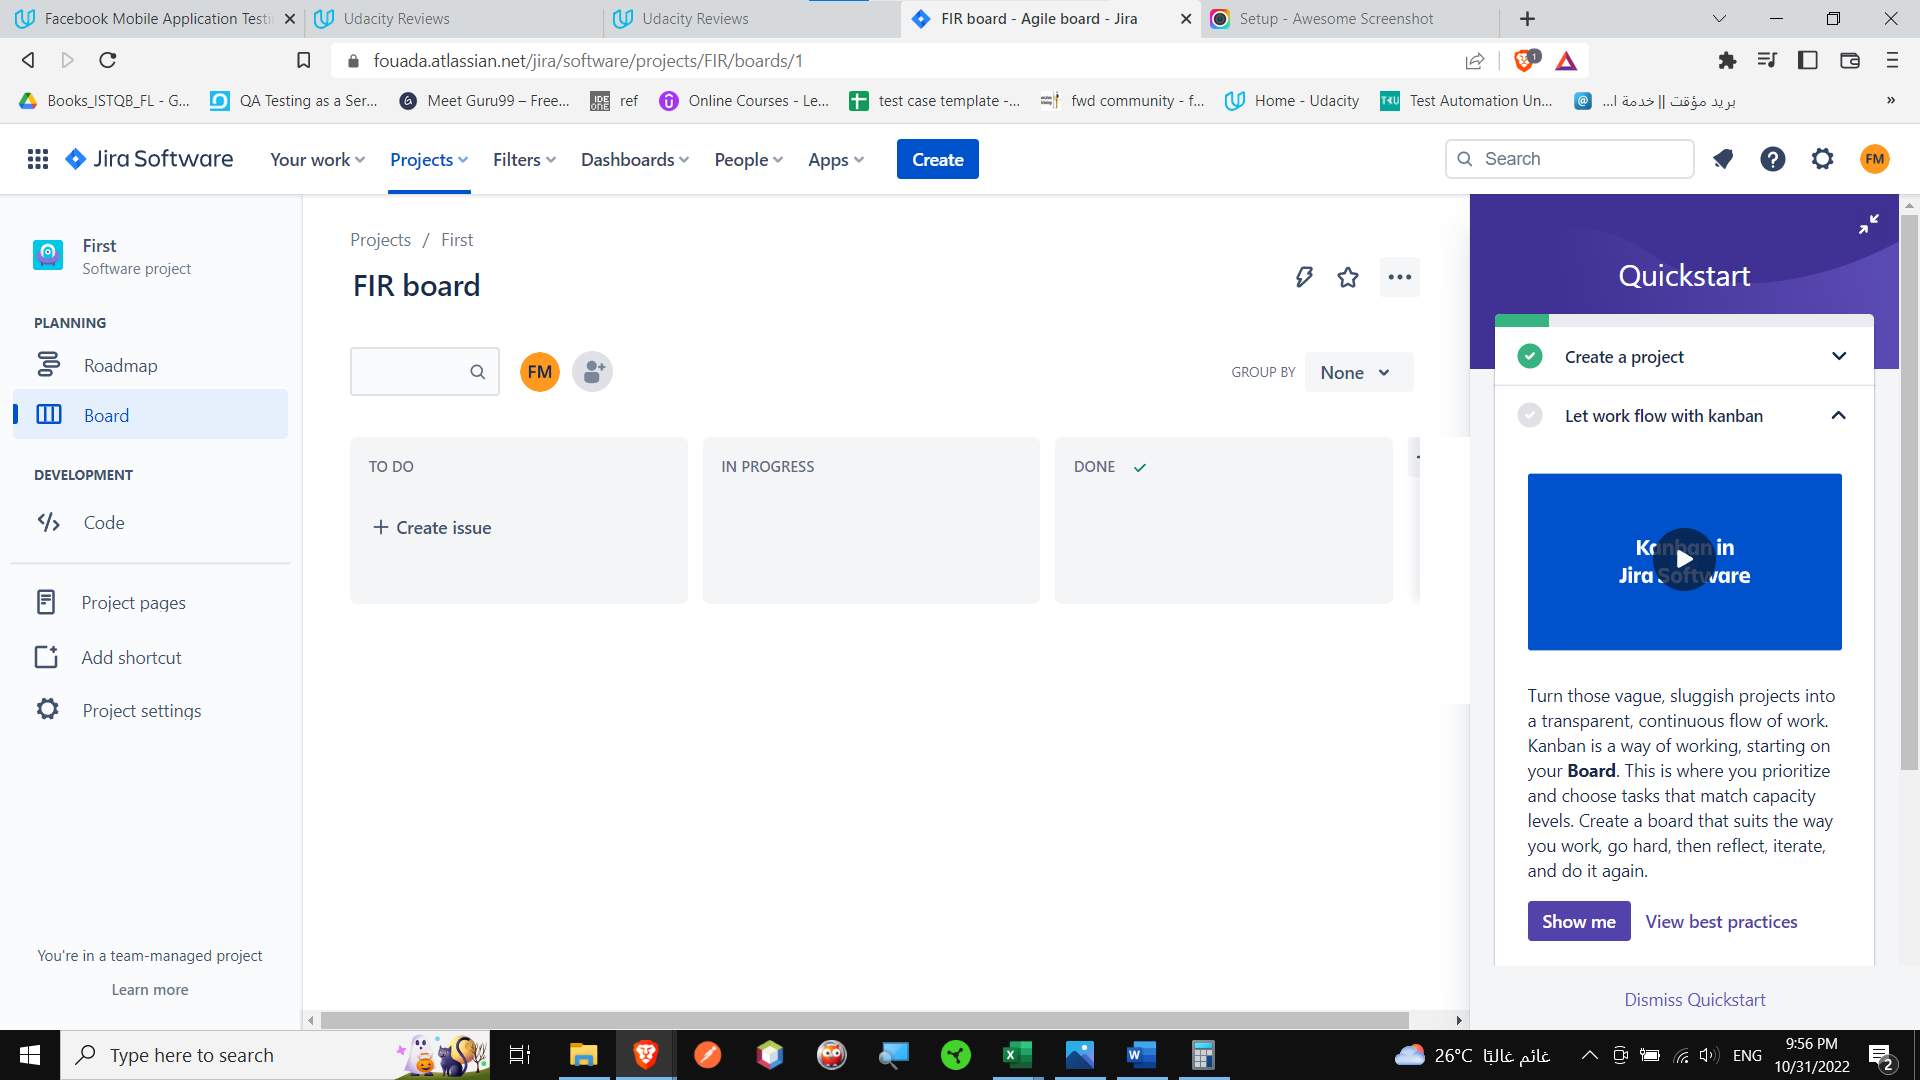 Facebook Mobile Application Testi
Udacity Reviews
Udacity Reviews
FIR board - Agile board - Jira
Setup - Awesome Screenshot
fouada.atlassian.net/jira/software/projects/FIR/boards/1
1
Books_ISTQB_FL - G...
QA Testing as a Ser...
Meet Guru99 – Free...
ref
Online Courses - Le...
test case template -...
fwd community - f...
Home - Udacity
Test Automation Un...
بريد مؤقت || خدمة ا...
»
Jira Software
Your work
Projects
Filters
Dashboards
People
Apps
Create
Search
FM
First
Software project
PLANNING
Roadmap
Board
DEVELOPMENT
Code
Project pages
Add shortcut
Project settings
You're in a team-managed project
Learn more
Projects / First
FIR board
FM
GROUP BY
None
TO DO
+ Create issue
IN PROGRESS
DONE
Quickstart
Create a project
Let work flow with kanban
Kanban in
Jira Software
Turn those vague, sluggish projects into
a transparent, continuous flow of work.
Kanban is a way of working, starting on
your Board. This is where you prioritize
and choose tasks that match capacity
levels. Create a board that suits the way
you work, go hard, then reflect, iterate,
and do it again.
Show me
View best practices
Dismiss Quickstart
Type here to search
26°C غائم غالبًا
ENG
9:56 PM
10/31/2022
2